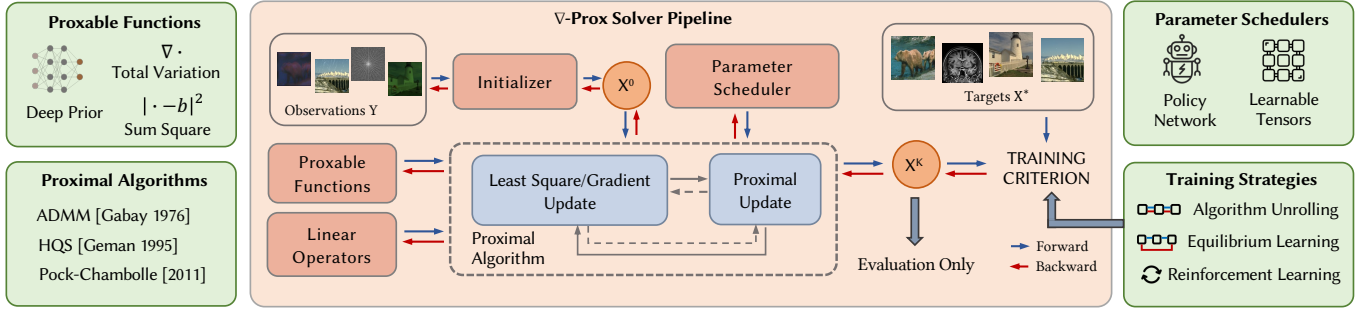 Proxable Functions
∇ ·
Total Variation
Deep Prior
| · −b|²
Sum Square
Proximal Algorithms
ADMM [Gabay 1976]
HQS [Geman 1995]
Pock-Chambolle [2011]
∇-Prox Solver Pipeline
Observations Y
Initializer
X⁰
Parameter
Scheduler
Targets X*
Proxable
Functions
Linear
Operators
Least Square/Gradient
Update
Proximal
Update
Proximal
Algorithm
Xᴷ
TRAINING
CRITERION
Evaluation Only
Forward
Backward
Parameter Schedulers
Policy
Network
Learnable
Tensors
Training Strategies
Algorithm Unrolling
Equilibrium Learning
Reinforcement Learning